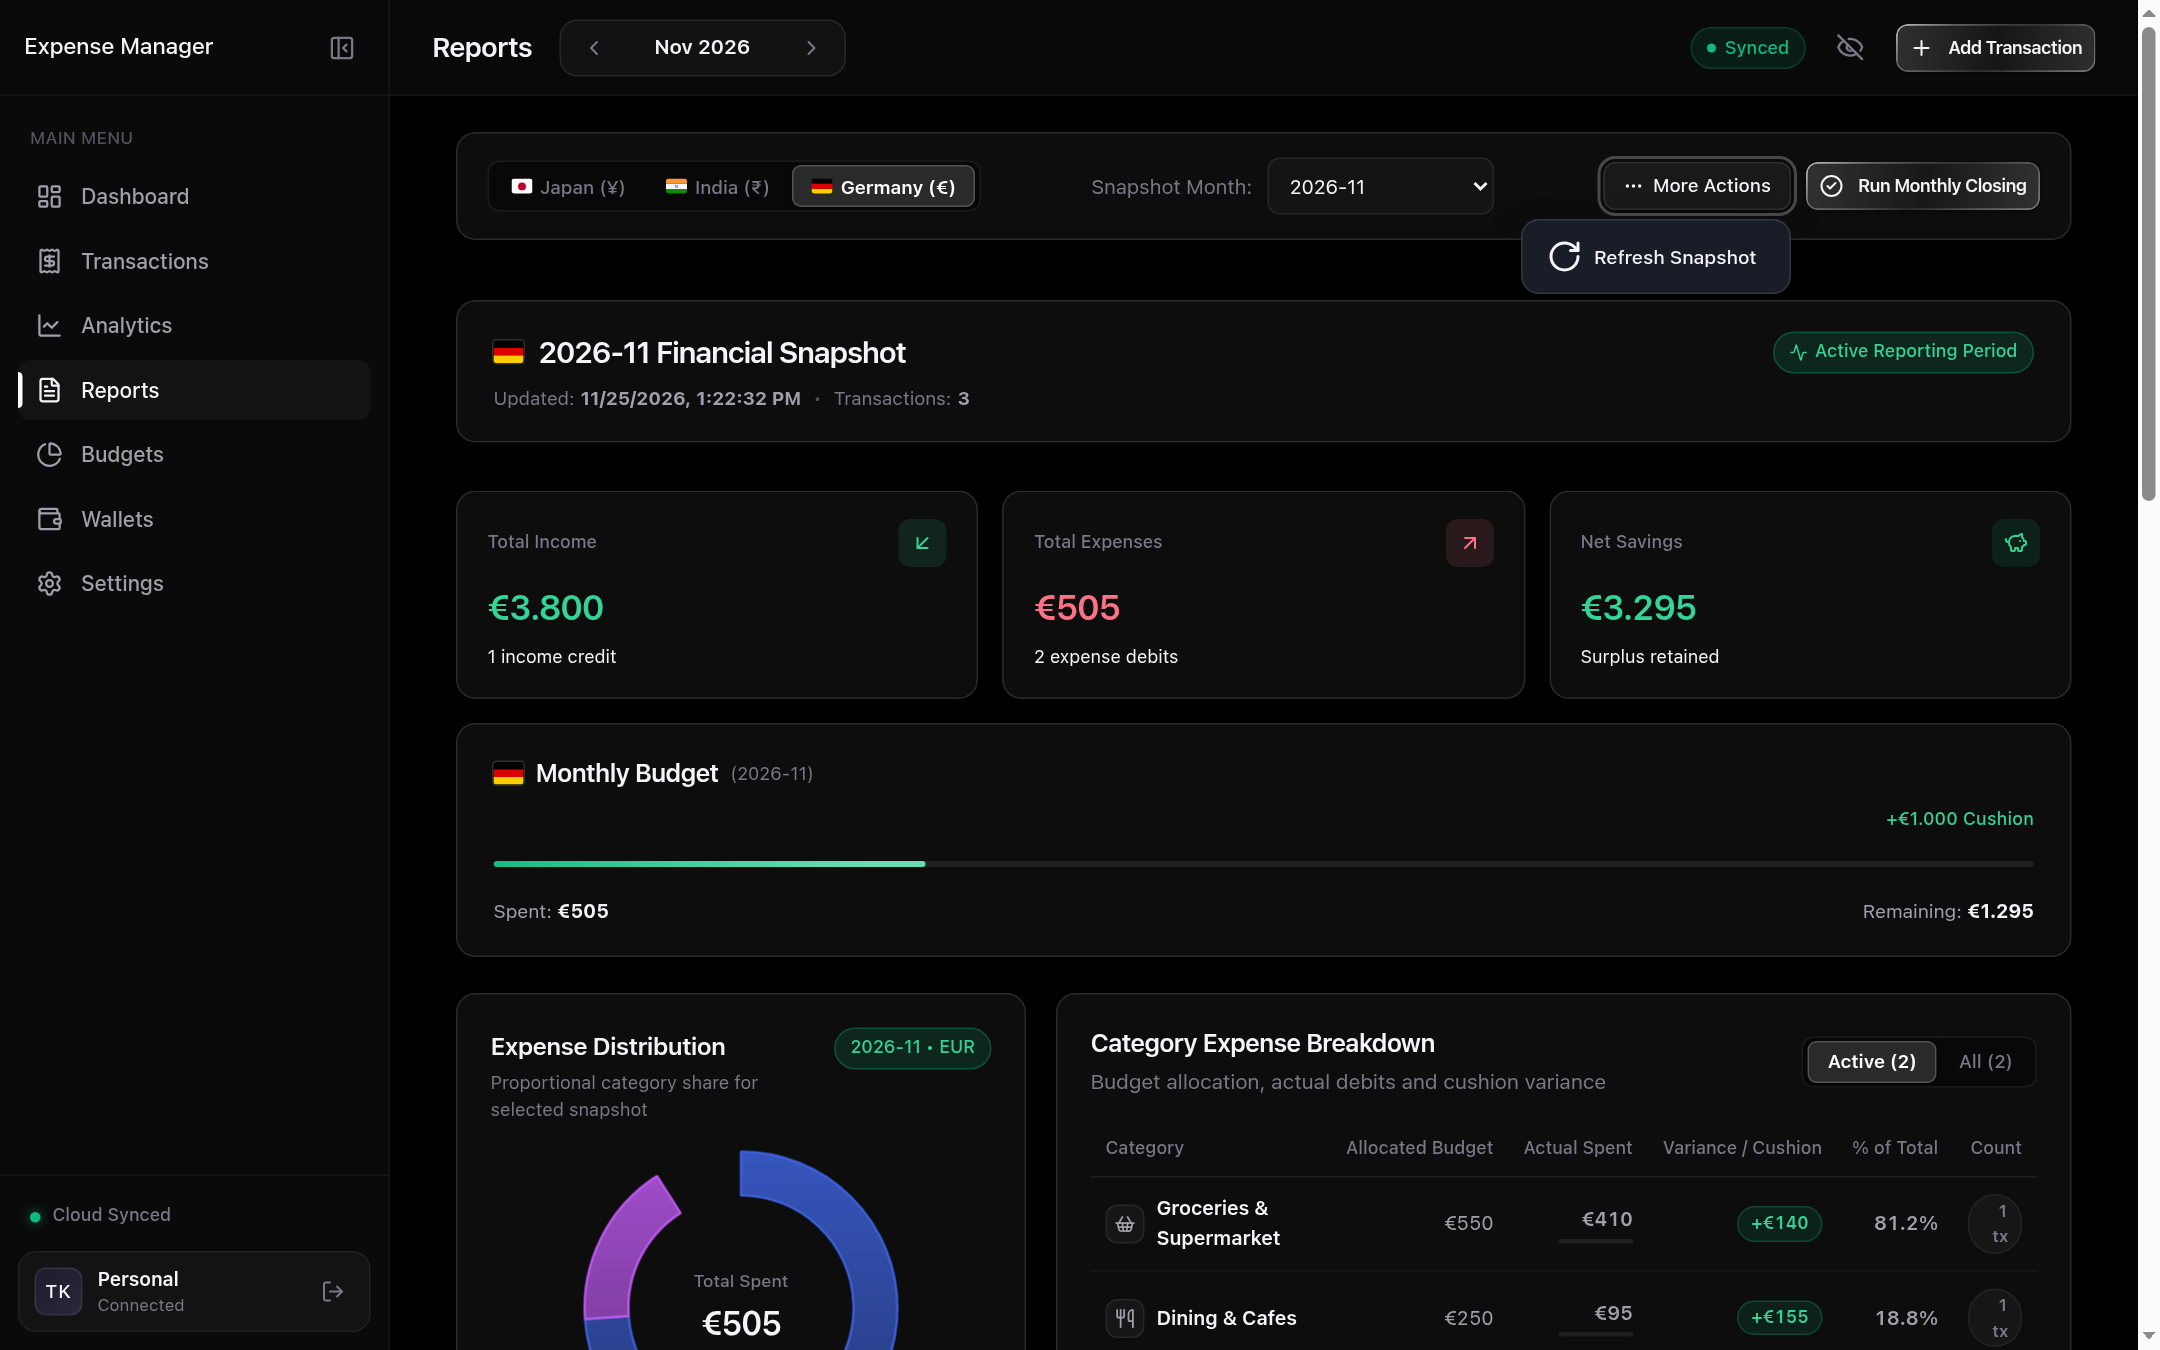 Expense Manager
MAIN MENU
Dashboard
Transactions
Analytics
Reports
Budgets
Wallets
Settings
Cloud Synced
TK
Personal
Connected
Reports
Nov 2026
Synced
Add Transaction
Japan (¥)
India (₹)
Germany (€)
Snapshot Month:
2026-11
More Actions
Run Monthly Closing
Refresh Snapshot
2026-11 Financial Snapshot
Active Reporting Period
Updated: 11/25/2026, 1:22:32 PM • Transactions: 3
Total Income
€3.800
1 income credit
Total Expenses
€505
2 expense debits
Net Savings
€3.295
Surplus retained
Monthly Budget (2026-11)
+€1.000 Cushion
Spent: €505
Remaining: €1.295
Expense Distribution
2026-11 • EUR
Proportional category share for
selected snapshot
Total Spent
€505
Category Expense Breakdown
Budget allocation, actual debits and cushion variance
Active (2)
All (2)
Category Allocated Budget Actual Spent Variance / Cushion % of Total Count
Groceries &
Supermarket
€550
€410
+€140
81.2%
1
tx
Dining & Cafes
€250
€95
+€155
18.8%
1
tx